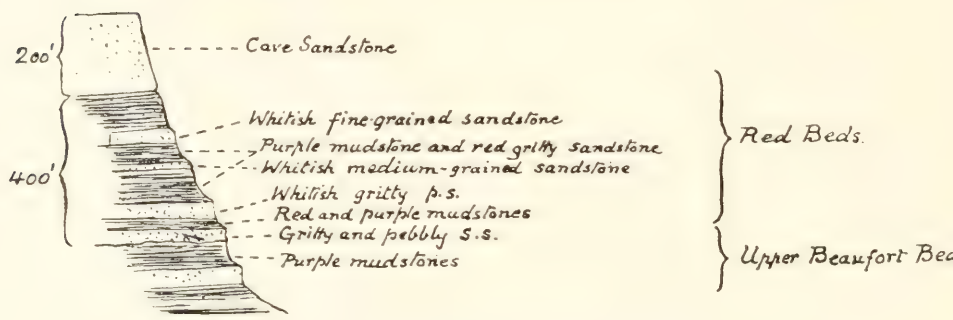 200'
Cave Sandstone
Whitish fine-grained sandstone
Purple mudstone and red gritty sandstone
Red Beds.
Whitish medium-grained sandstone
400'
Whitish gritty p.s.
Red and purple mudstones
Gritty and pebbly s.s.
Purple mudstones
Upper Beaufort Bed